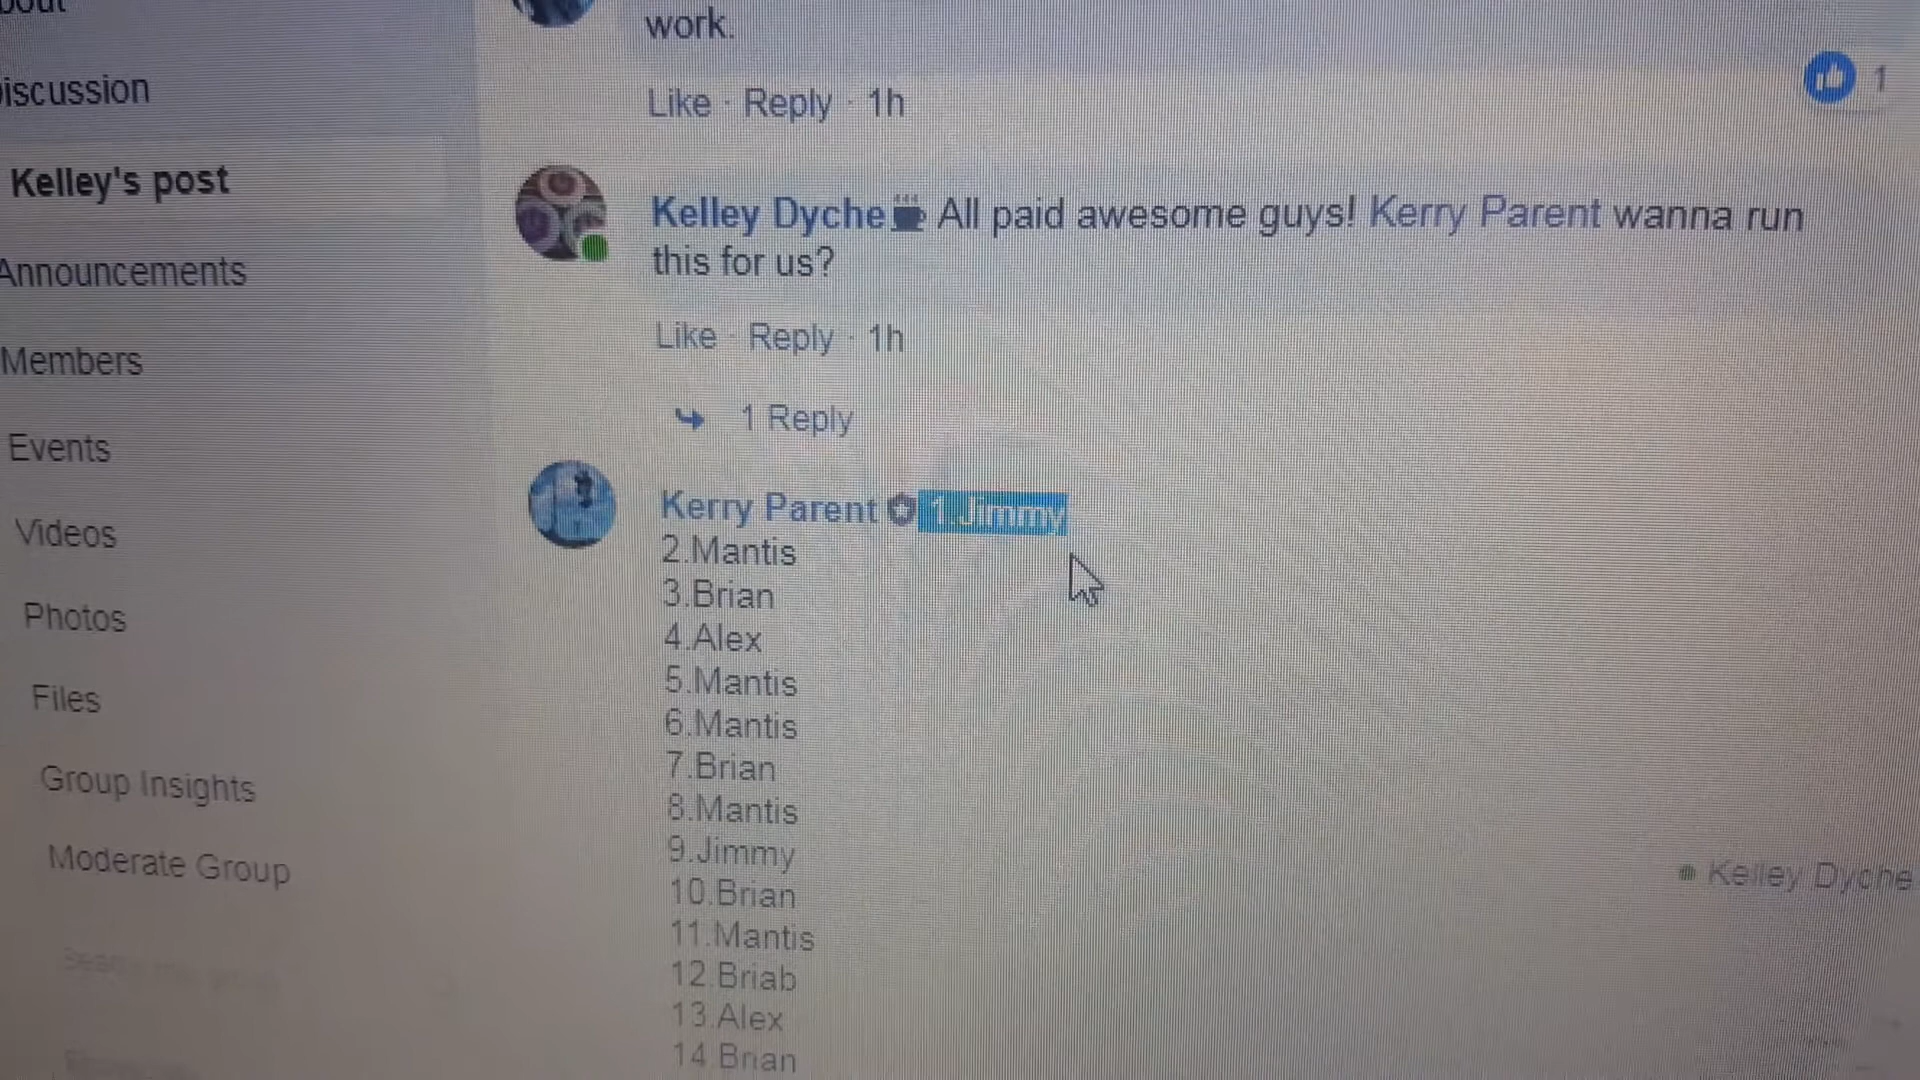 work.
Like · Reply · 1h
1
iscussion
Kelley's post
Announcements
Members
Events
Videos
Photos
Files
Group Insights
Moderate Group
Kelley Dyche All paid awesome guys! Kerry Parent wanna run
this for us?
Like · Reply · 1h
1 Reply
Kerry Parent 1.Jimmy
2.Mantis
3.Brian
4.Alex
5.Mantis
6.Mantis
7.Brian
8.Mantis
9.Jimmy
10.Brian
11.Mantis
12.Briab
13.Alex
14.Brian
Kelley Dyche